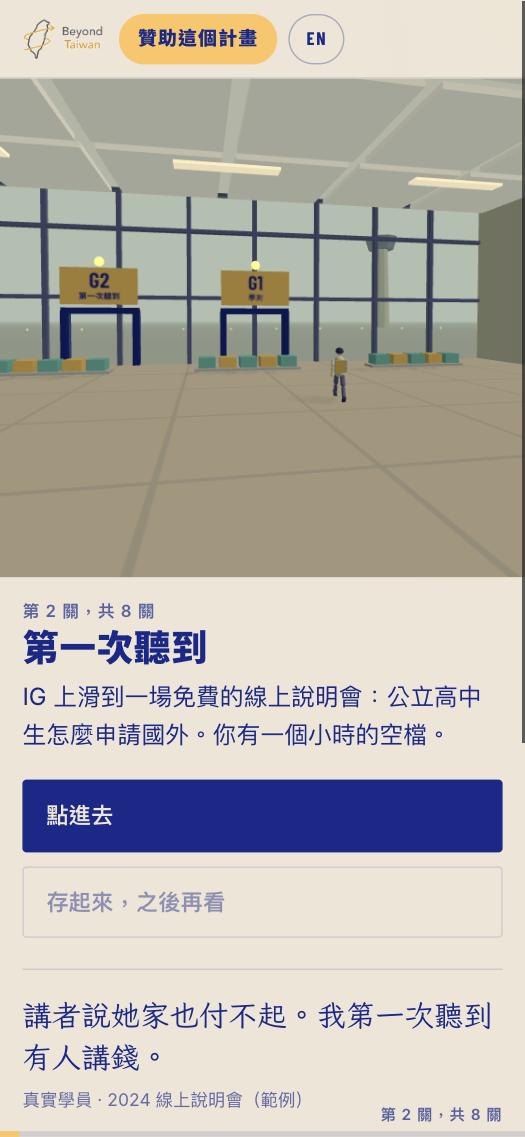 Beyond
Taiwan
贊助這個計畫
EN
G2
第一次聽到
G1
學測
第 2 關，共 8 關
第一次聽到
IG 上滑到一場免費的線上說明會：公立高中
生怎麼申請國外。你有一個小時的空檔。
點進去
存起來，之後再看
講者說她家也付不起。我第一次聽到
有人講錢。
真實學員 · 2024 線上說明會（範例）
第 2 關，共 8 關